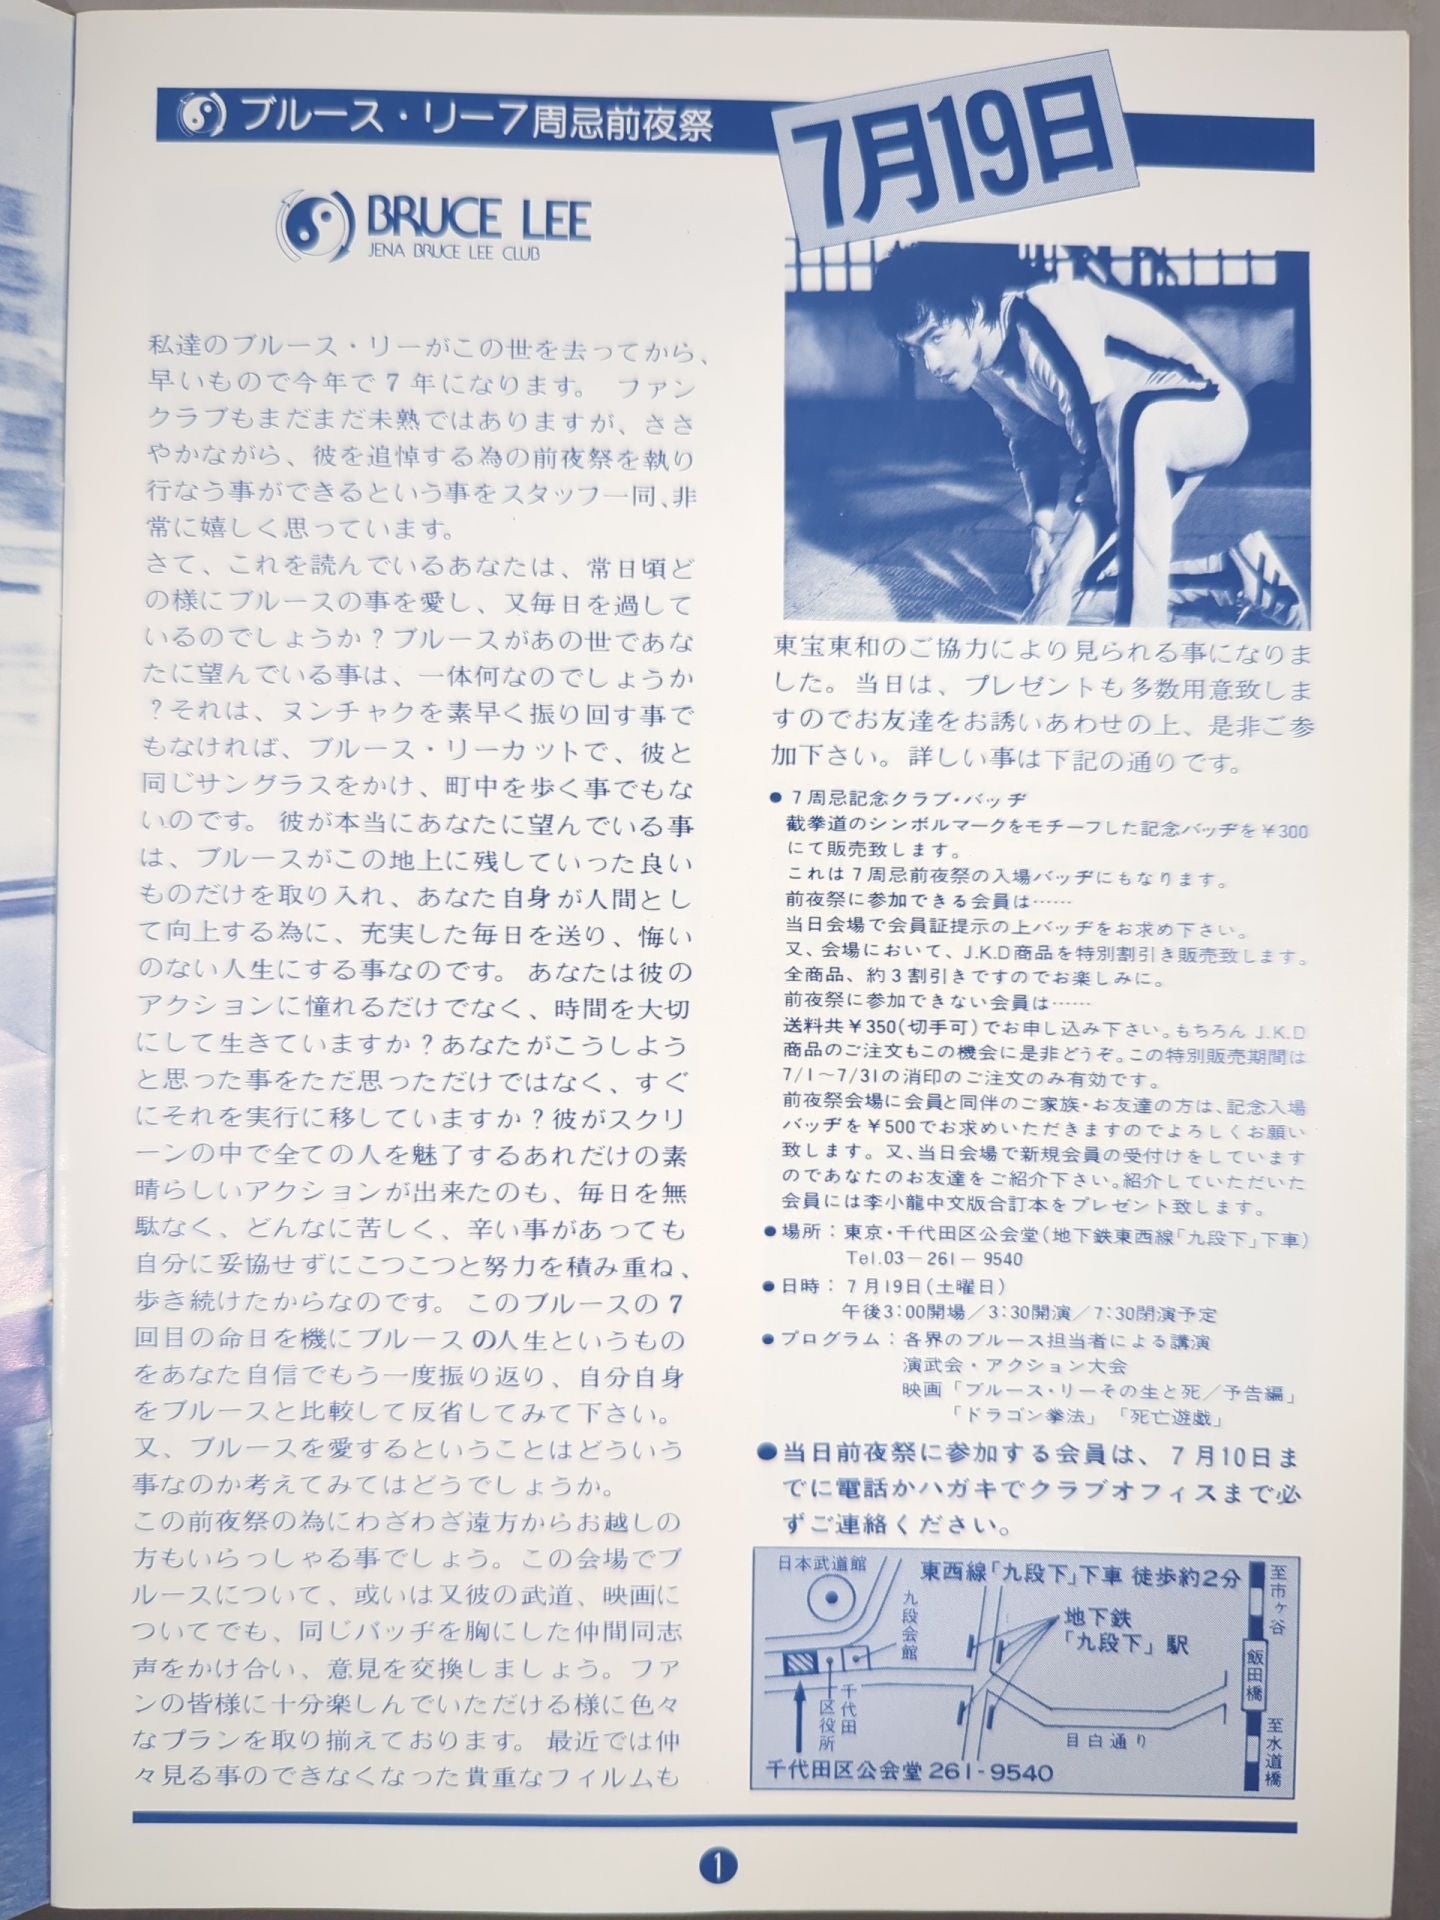 ブルース・リー7周忌前夜祭
7月19日
BRUCE LEE
JENA BRUCE LEE CLUB
私達のブルース・リーがこの世を去ってから、
早いもので今年で7年になります。 ファン
クラブもまだまだ未熟ではありますが、ささ
やかながら、彼を追悼する為の前夜祭を執り
行なう事ができるという事をスタッフ一同、非
常に嬉しく思っています。
さて、これを読んでいるあなたは、常日頃ど
の様にブルースの事を愛し、又毎日を過して
いるのでしょうか？ブルースがあの世であな
たに望んでいる事は、一体何なのでしょうか
？それは、ヌンチャクを素早く振り回す事で
もなければ、ブルース・リーカットで、彼と
同じサングラスをかけ、町中を歩く事でもな
いのです。彼が本当にあなたに望んでいる事
は、ブルースがこの地上に残していった良い
ものだけを取り入れ、あなた自身が人間とし
て向上する為に、充実した毎日を送り、悔い
のない人生にする事なのです。あなたは彼の
アクションに憧れるだけでなく、時間を大切
にして生きていますか？あなたがこうしよう
と思った事をただ思っただけではなく、すぐ
にそれを実行に移していますか？彼がスクリ
ーンの中で全ての人を魅了するあれだけの素
晴らしいアクションが出来たのも、毎日を無
駄なく、どんなに苦しく、辛い事があっても
自分に妥協せずにこつこつと努力を積み重ね、
歩き続けたからなのです。このブルースの7
回目の命日を機にブルースの人生というもの
をあなた自信でもう一度振り返り、自分自身
をブルースと比較して反省してみて下さい。
又、ブルースを愛するということはどういう
事なのか考えてみてはどうでしょうか。
この前夜祭の為にわざわざ遠方からお越しの
方もいらっしゃる事でしょう。この会場でブ
ルースについて、或いは又彼の武道、映画に
ついてでも、同じバッヂを胸にした仲間同志
声をかけ合い、意見を交換しましょう。ファ
ンの皆様に十分楽しんでいただける様に色々
なプランを取り揃えております。最近では仲
々見る事のできなくなった貴重なフィルムも
東宝東和のご協力により見られる事になりま
した。当日は、プレゼントも多数用意致しま
すのでお友達をお誘いあわせの上、是非ご参
加下さい。詳しい事は下記の通りです。
●7周忌記念クラブ・バッヂ
截拳道のシンボルマークをモチーフした記念バッヂを￥300
にて販売致します。
これは7周忌前夜祭の入場バッヂにもなります。
前夜祭に参加できる会員は……
当日会場で会員証提示の上バッヂをお求め下さい。
又、会場において、J.K.D商品を特別割引き販売致します。
全商品、約3割引きですのでお楽しみに。
前夜祭に参加できない会員は……
送料共￥350(切手可)でお申し込み下さい。もちろん J.K.D
商品のご注文もこの機会に是非どうぞ。この特別販売期間は
7/1〜7/31の消印のご注文のみ有効です。
前夜祭会場に会員と同伴のご家族・お友達の方は、記念入場
バッヂを￥500でお求めいただきますのでよろしくお願い
致します。又、当日会場で新規会員の受付けをしています
のであなたのお友達をご紹介下さい。紹介していただいた
会員には李小龍中文版合訂本をプレゼント致します。
●場所：東京・千代田区公会堂(地下鉄東西線「九段下」下車)
Tel.03－261－9540
●日時：7月19日(土曜日)
午後3:00開場／3:30開演／7:30閉演予定
●プログラム：各界のブルース担当者による講演
演武会・アクション大会
映画「ブルース・リーその生と死／予告編」
「ドラゴン拳法」「死亡遊戯」
●当日前夜祭に参加する会員は、7月10日ま
でに電話かハガキでクラブオフィスまで必
ずご連絡ください。
日本武道館
東西線「九段下」下車 徒歩約2分
九段会館
地下鉄
「九段下」駅
至市ヶ谷
飯田橋
至水道橋
千代田
区役所
目白通り
千代田区公会堂 261-9540
1